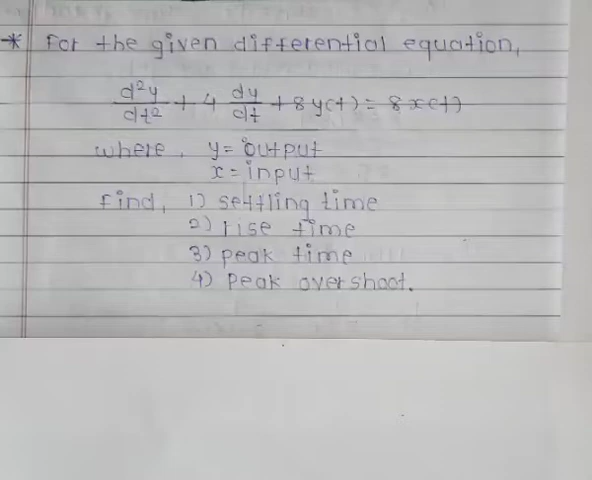 * For the given differential equation,
d²y/dt² + 4 dy/dt + 8y(t) = 8x(t)
where, y = output
x = input
Find, 1) settling time
2) rise time
3) peak time
4) Peak overshoot.